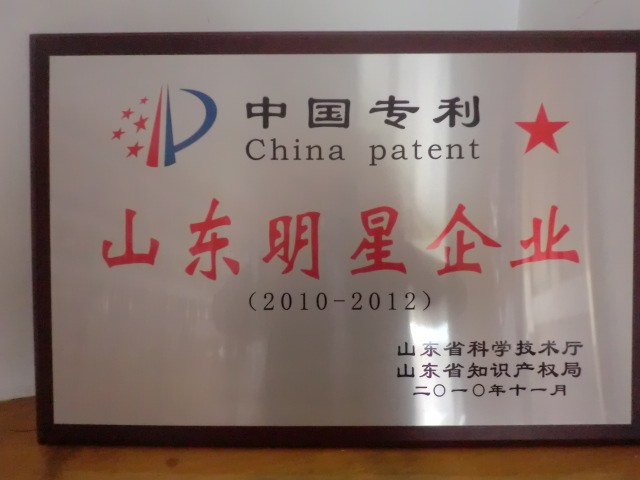 中国专利
China patent
山东明星企业
(2010-2012)
山东省科学技术厅
山东省知识产权局
二〇一〇年十一月